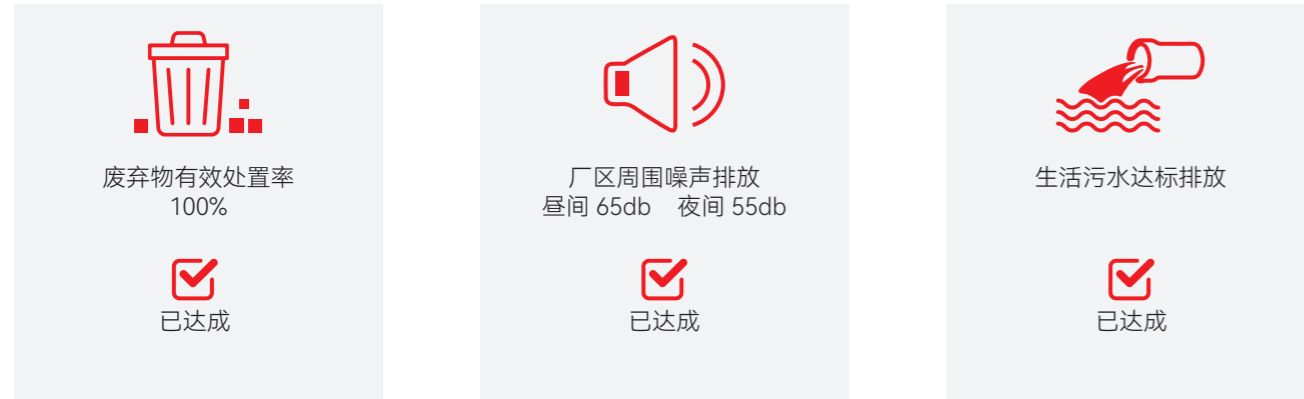 废弃物有效处置率
100%
已达成
厂区周围噪声排放
昼间 65db 夜间 55db
已达成
生活污水达标排放
已达成